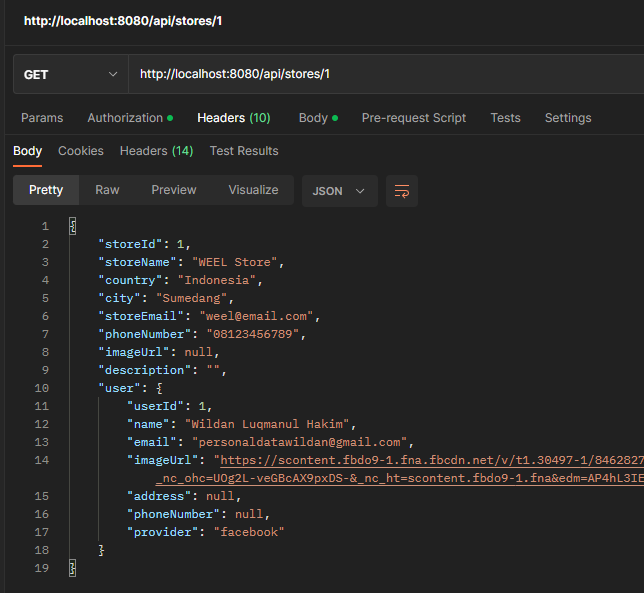 http://localhost:8080/api/stores/1
GET http://localhost:8080/api/stores/1
Params Authorization Headers (10) Body Pre-request Script Tests Settings
Body Cookies Headers (14) Test Results
Pretty Raw Preview Visualize JSON
1 {
2 "storeId": 1,
3 "storeName": "WEEL Store",
4 "country": "Indonesia",
5 "city": "Sumedang",
6 "storeEmail": "weel@email.com",
7 "phoneNumber": "08123456789",
8 "imageUrl": null,
9 "description": "",
10 "user": {
11 "userId": 1,
12 "name": "Wildan Luqmanul Hakim",
13 "email": "personaldatawildan@gmail.com",
14 "imageUrl": "https://scontent.fbdo9-1.fna.fbcdn.net/v/t1.30497-1/8462827
_nc_ohc=UOg2L-veGBcAX9pxDS-&_nc_ht=scontent.fbdo9-1.fna&edm=AP4hL3IE
15 "address": null,
16 "phoneNumber": null,
17 "provider": "facebook"
18 }
19 }